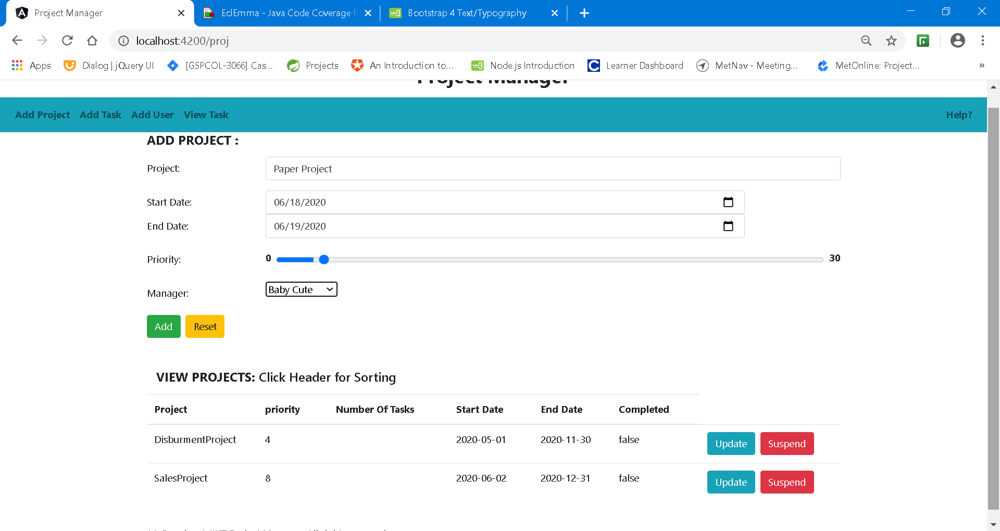 Project Manager
EclEmma - Java Code Coverage f
Bootstrap 4 Text/Typography
localhost:4200/proj
Apps
Dialog | jQuery UI
[GSPCOL-3066] Cas...
Projects
An Introduction to...
Node.js Introduction
Learner Dashboard
MetNav - Meeting...
MetOnline: Project...
»
Project Manager
Add Project Add Task Add User View Task Help?
ADD PROJECT :
Project: Paper Project
Start Date: 06/18/2020
End Date: 06/19/2020
Priority: 0 30
Manager: Baby Cute
Add Reset
VIEW PROJECTS: Click Header for Sorting
Project priority Number Of Tasks Start Date End Date Completed
DisburmentProject 4 2020-05-01 2020-11-30 false Update Suspend
SalesProject 8 2020-06-02 2020-12-31 false Update Suspend